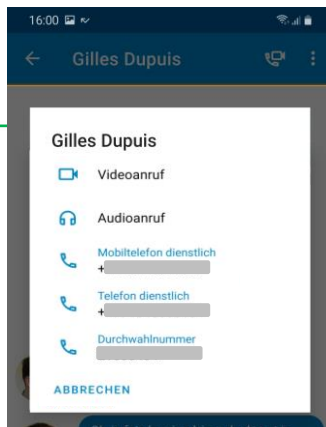 16:00
Gilles Dupuis
Gilles Dupuis
Videoanruf
Audioanruf
Mobiltelefon dienstlich
+
Telefon dienstlich
+
Durchwahlnummer
ABBRECHEN